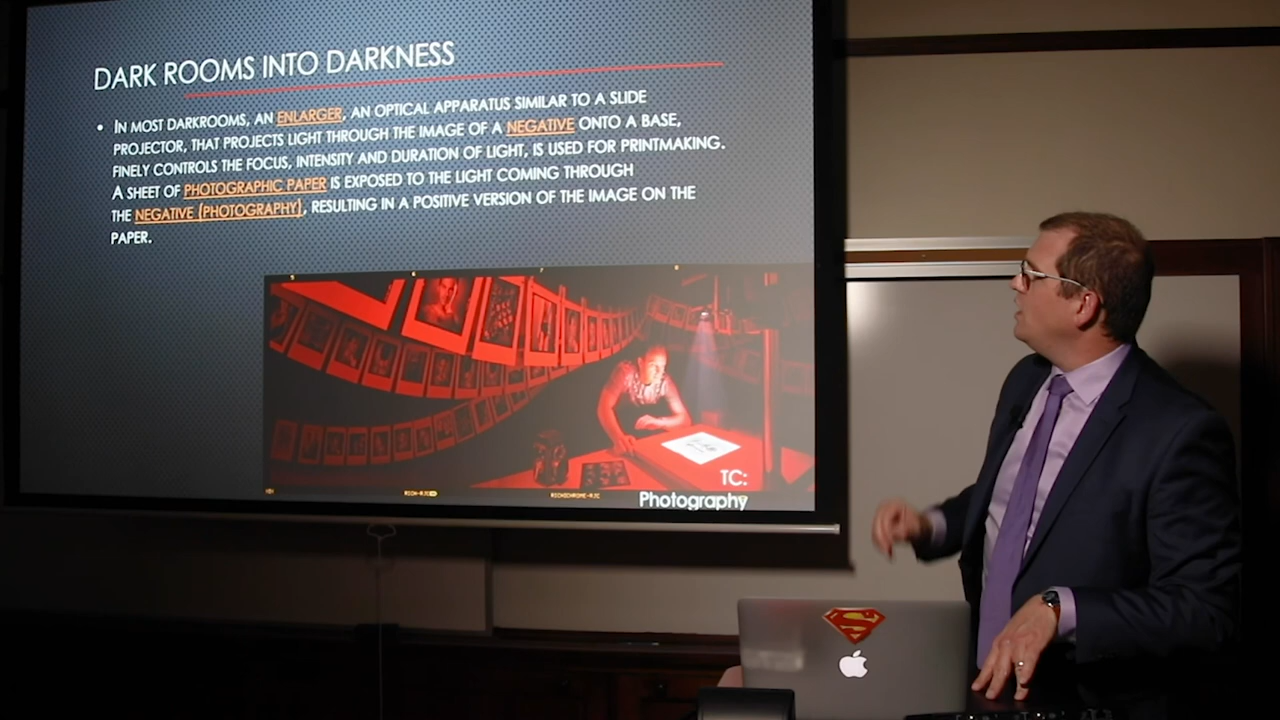 DARK ROOMS INTO DARKNESS
• IN MOST DARKROOMS, AN ENLARGER, AN OPTICAL APPARATUS SIMILAR TO A SLIDE
PROJECTOR, THAT PROJECTS LIGHT THROUGH THE IMAGE OF A NEGATIVE ONTO A BASE,
FINELY CONTROLS THE FOCUS, INTENSITY AND DURATION OF LIGHT, IS USED FOR PRINTMAKING.
A SHEET OF PHOTOGRAPHIC PAPER IS EXPOSED TO THE LIGHT COMING THROUGH
THE NEGATIVE (PHOTOGRAPHY), RESULTING IN A POSITIVE VERSION OF THE IMAGE ON THE
PAPER.
TC:
Photography
S